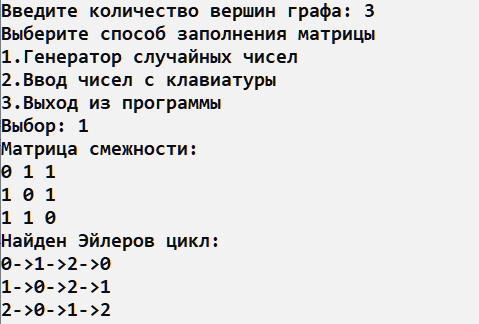 Введите количество вершин графа: 3
Выберите способ заполнения матрицы
1.Генератор случайных чисел
2.Ввод чисел с клавиатуры
3.Выход из программы
Выбор: 1
Матрица смежности:
0 1 1
1 0 1
1 1 0
Найден Эйлеров цикл:
0->1->2->0
1->0->2->1
2->0->1->2